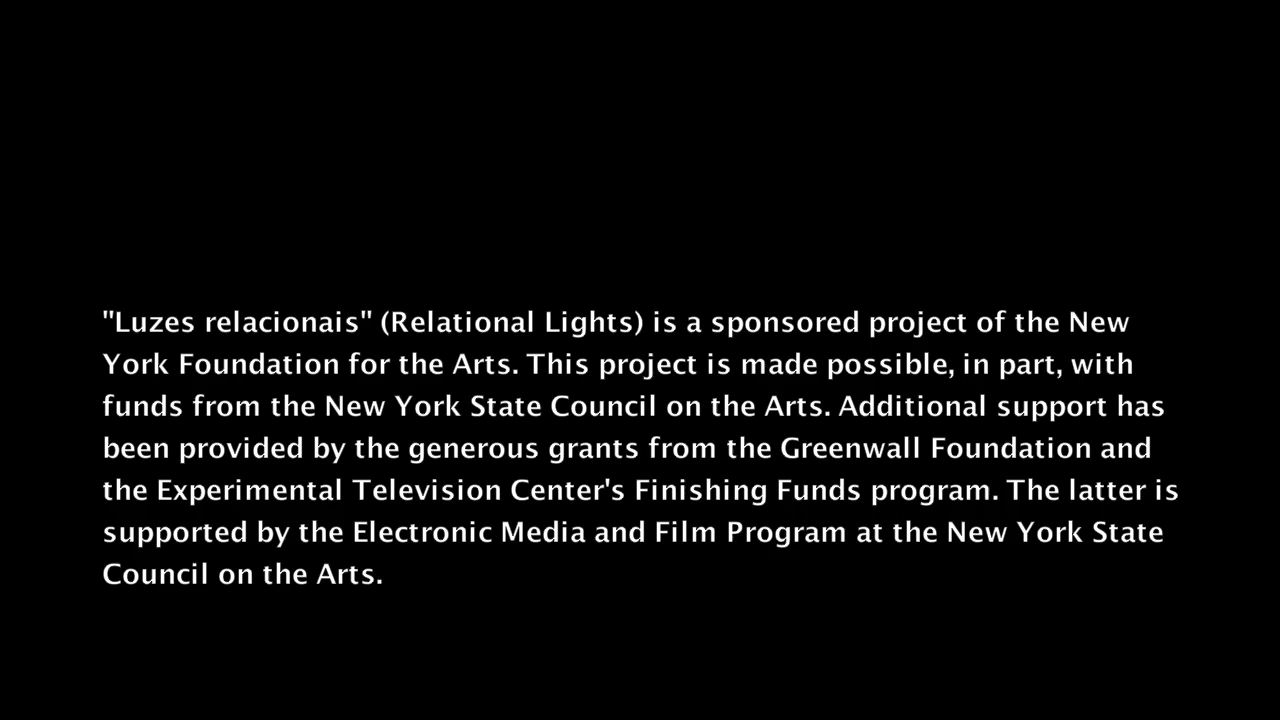 "Luzes relacionais" (Relational Lights) is a sponsored project of the New
York Foundation for the Arts. This project is made possible, in part, with
funds from the New York State Council on the Arts. Additional support has
been provided by the generous grants from the Greenwall Foundation and
the Experimental Television Center's Finishing Funds program. The latter is
supported by the Electronic Media and Film Program at the New York State
Council on the Arts.